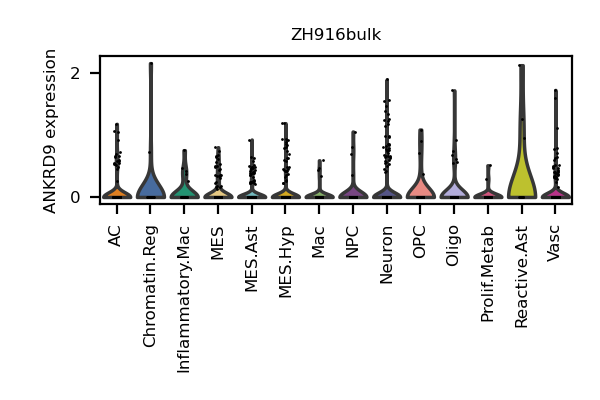 ZH916bulk
ANKRD9 expression
2
0
AC
Chromatin.Reg
Inflammatory.Mac
MES
MES.Ast
MES.Hyp
Mac
NPC
Neuron
OPC
Oligo
Prolif.Metab
Reactive.Ast
Vasc